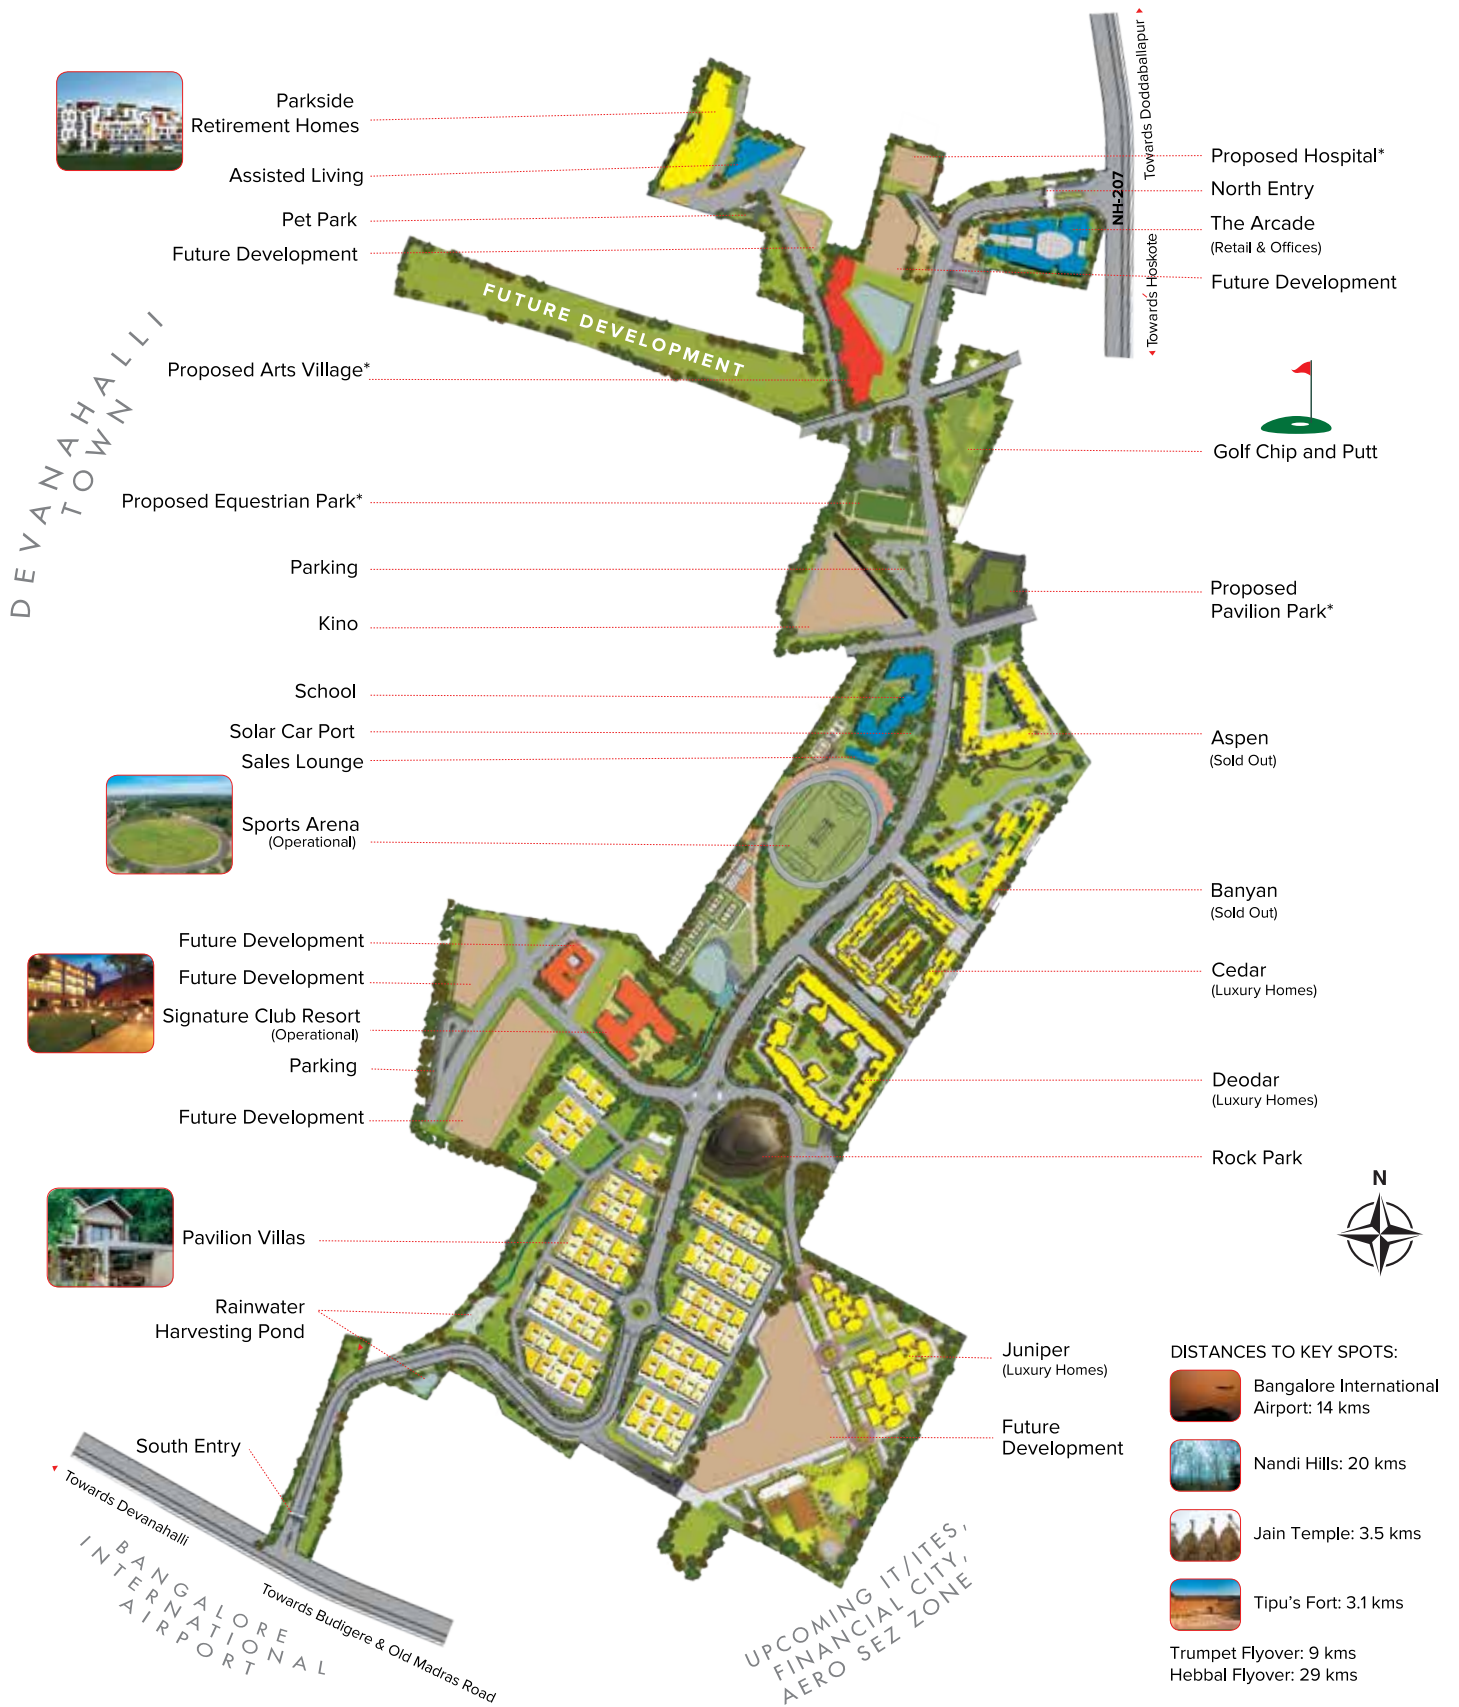 Parkside
Retirement Homes
Assisted Living
Pet Park
Future Development
FUTURE DEVELOPMENT
Proposed Arts Village*
DEVANAHALLI
TOWN
Proposed Equestrian Park*
Parking
Kino
School
Solar Car Port
Sales Lounge
Sports Arena
(Operational)
Future Development
Future Development
Signature Club Resort
(Operational)
Parking
Future Development
Pavilion Villas
Rainwater
Harvesting Pond
South Entry
Towards Devanahalli
BANGALORE
INTERNATIONAL
AIRPORT
Towards Budigere & Old Madras Road
Towards Doddaballapur
NH-207
Towards Hoskote
Proposed Hospital*
North Entry
The Arcade
(Retail & Offices)
Future Development
Golf Chip and Putt
Proposed
Pavilion Park*
Aspen
(Sold Out)
Banyan
(Sold Out)
Cedar
(Luxury Homes)
Deodar
(Luxury Homes)
Rock Park
N
Juniper
(Luxury Homes)
Future
Development
UPCOMING IT/ITES,
FINANCIAL CITY,
AERO SEZ ZONE
DISTANCES TO KEY SPOTS:
Bangalore International
Airport: 14 kms
Nandi Hills: 20 kms
Jain Temple: 3.5 kms
Tipu's Fort: 3.1 kms
Trumpet Flyover: 9 kms
Hebbal Flyover: 29 kms